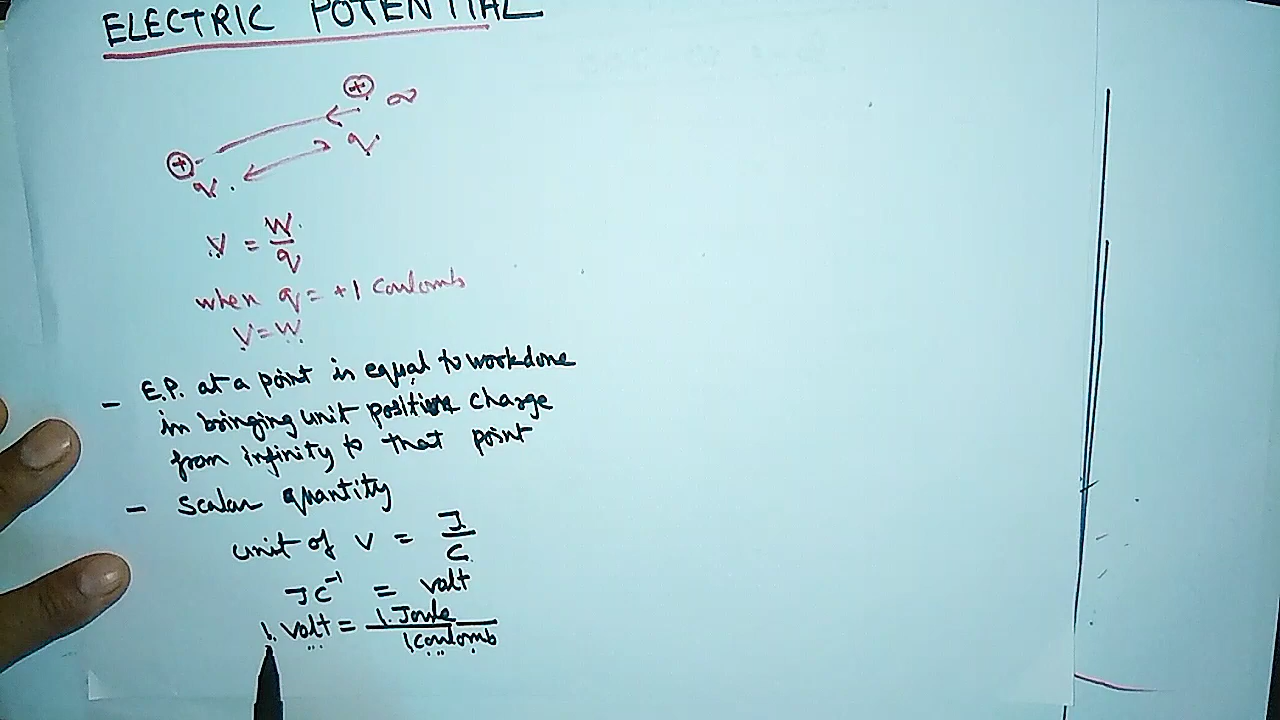 ELECTRIC POTENTIAL
+
∞
+
q
q
V = W/q
when q = +1 Coulomb
V = W
- E.P. at a point is equal to workdone
in bringing unit positive charge
from infinity to that point
- Scalar quantity
unit of V = J/C
JC⁻¹ = volt
1 volt = 1 Joule / 1 coulomb